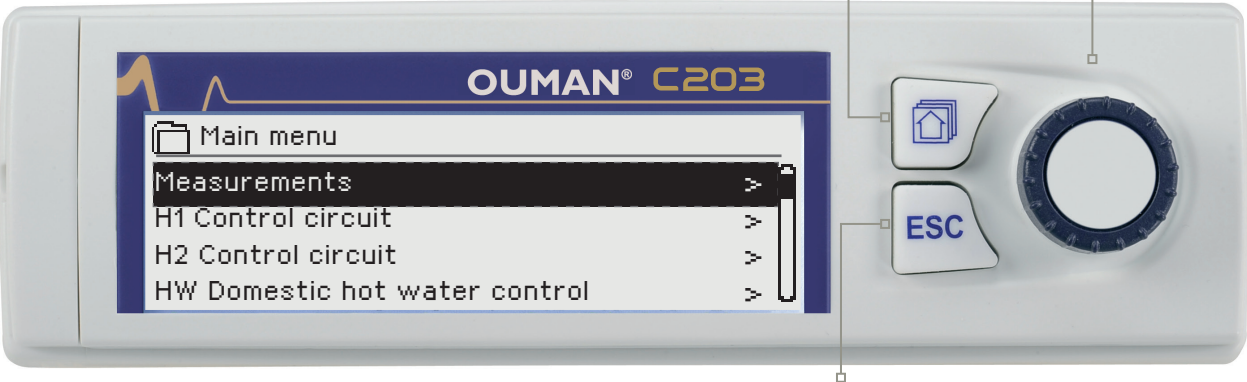 OUMAN® C203
Main menu
Measurements >
H1 Control circuit >
H2 Control circuit >
HW Domestic hot water control >
ESC